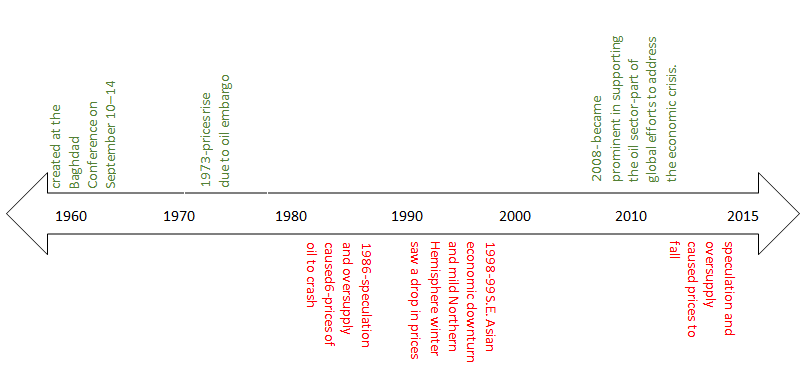 created at the
Baghdad
Conference on
September 10–14
1973-prices rise
due to oil embargo
2008- became
prominent in supporting
the oil sector-part of
global efforts to address
the economic crisis.
1960
1970
1980
1990
2000
2010
2015
1986-speculation
and oversupply
caused6-prices of
oil to crash
1998-99S.E. Asian
economic downturn
and mild Northern
Hemisphere winter
saw a drop in prices
speculation and
oversupply
caused prices to
fall